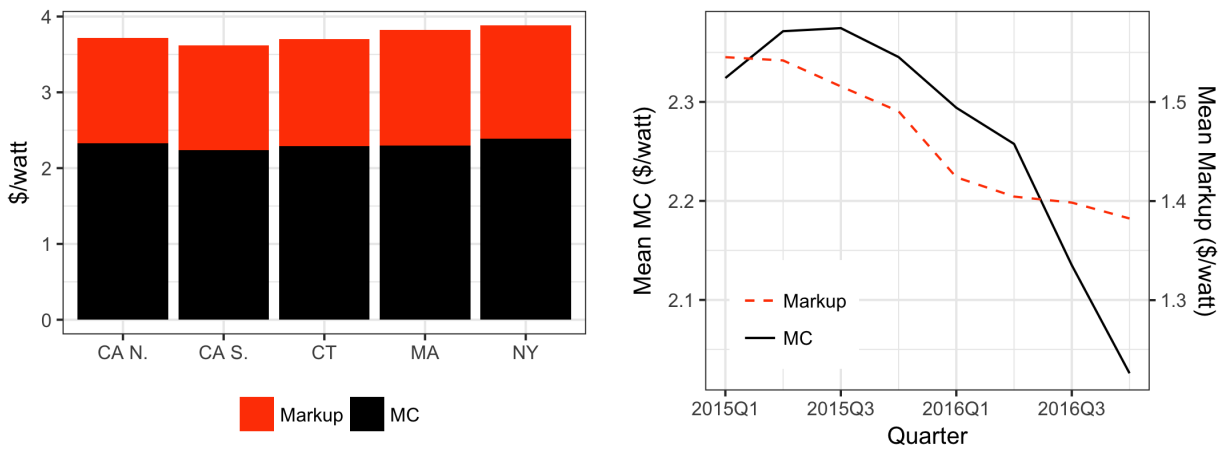 $/watt
4
3
2
1
0
CA N. CA S. CT MA NY
Markup MC
Mean MC ($/watt)
2.3
2.2
2.1
Markup
MC
1.5
1.4
1.3
Mean Markup ($/watt)
2015Q1 2015Q3 2016Q1 2016Q3
Quarter